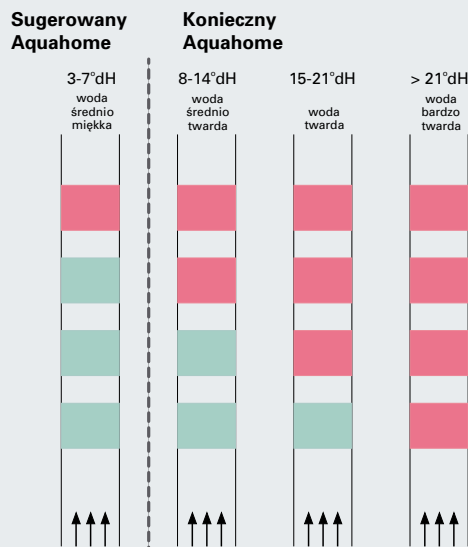 Sugerowany
Aquahome
Konieczny
Aquahome
3-7°dH
woda
średnio
miękka
8-14°dH
woda
średnio
twarda
15-21°dH
woda
twarda
> 21°dH
woda
bardzo
twarda